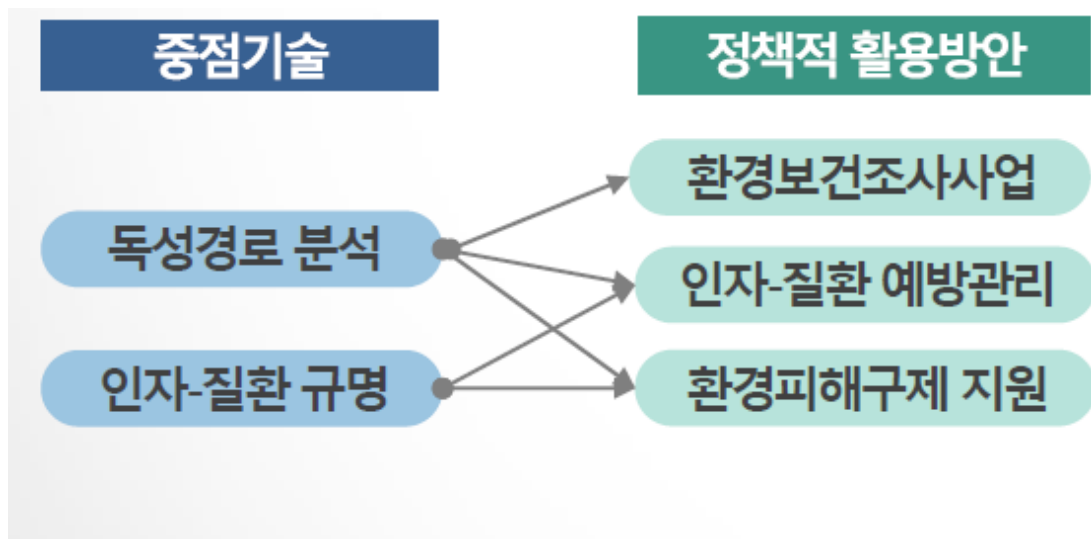 중점기술
정책적 활용방안
환경보건조사사업
독성경로 분석
인자-질환 예방관리
인자-질환 규명
환경피해구제 지원